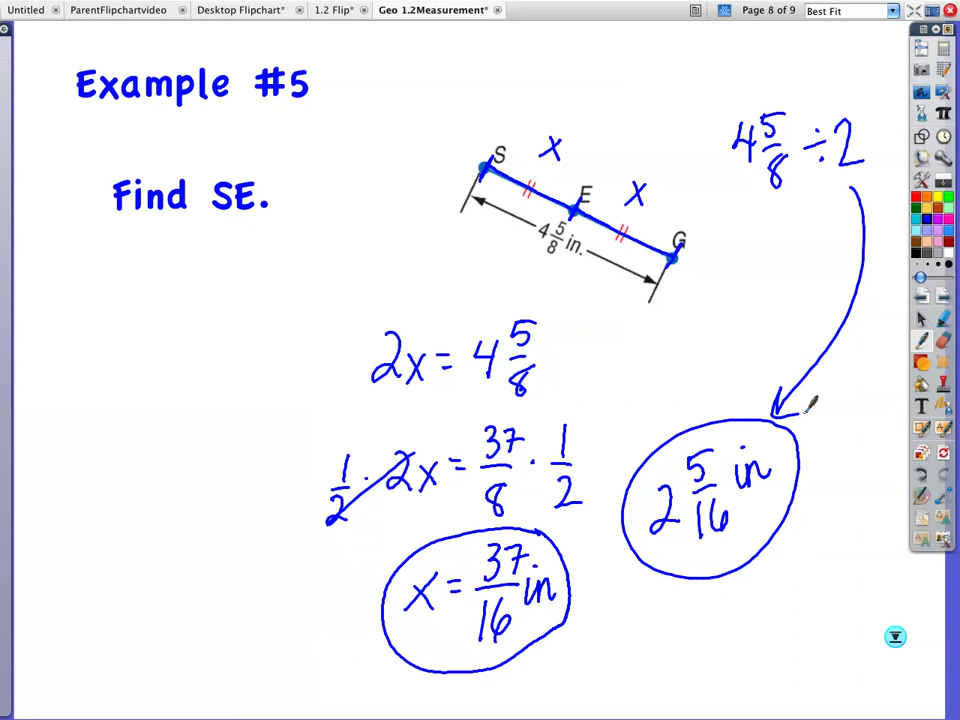 Untitled ParentFlipchartvideo Desktop Flipchart* 1.2 Flip* Geo 1.2Measurement* Page 8 of 9 Best Fit
Example #5
Find SE.
S x
E x
G
4 5/8 in.
4 5/8 ÷ 2
2x = 4 5/8
1/2 · 2x = 37/8 · 1/2
x = 37/16 in
2 5/16 in